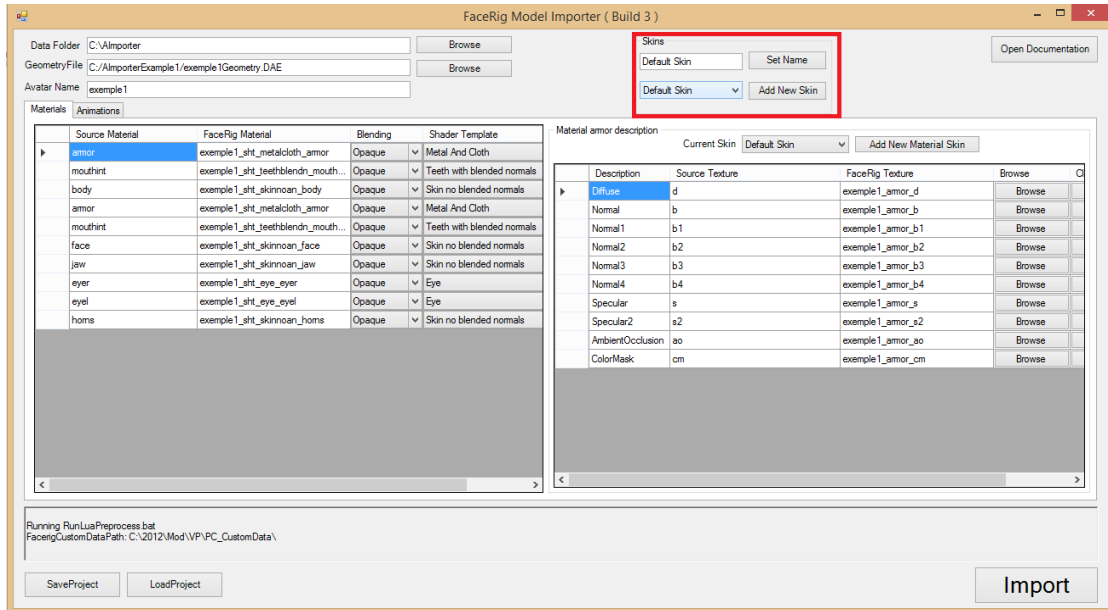 FaceRig Model Importer ( Build 3 )
Data Folder C:\AImporter Browse
GeometryFile C:/AImporterExample1/exemple1Geometry.DAE Browse
Avatar Name exemple1
Skins
Default Skin Set Name
Default Skin Add New Skin
Open Documentation
Materials Animations
Source Material FaceRig Material Blending Shader Template
armor exemple1_sht_metalcloth_armor Opaque Metal And Cloth
mouthint exemple1_sht_teethblendn_mouth... Opaque Teeth with blended normals
body exemple1_sht_skinnoan_body Opaque Skin no blended normals
armor exemple1_sht_metalcloth_armor Opaque Metal And Cloth
mouthint exemple1_sht_teethblendn_mouth... Opaque Teeth with blended normals
face exemple1_sht_skinnoan_face Opaque Skin no blended normals
jaw exemple1_sht_skinnoan_jaw Opaque Skin no blended normals
eyer exemple1_sht_eye_eyer Opaque Eye
eyel exemple1_sht_eye_eyel Opaque Eye
horns exemple1_sht_skinnoan_horns Opaque Skin no blended normals
Material armor description
Current Skin Default Skin Add New Material Skin
Description Source Texture FaceRig Texture Browse Cl
Diffuse d exemple1_armor_d Browse
Normal b exemple1_armor_b Browse
Normal1 b1 exemple1_armor_b1 Browse
Normal2 b2 exemple1_armor_b2 Browse
Normal3 b3 exemple1_armor_b3 Browse
Normal4 b4 exemple1_armor_b4 Browse
Specular s exemple1_armor_s Browse
Specular2 s2 exemple1_armor_s2 Browse
AmbientOcclusion ao exemple1_armor_ao Browse
ColorMask cm exemple1_armor_cm Browse
Running RunLuaPreprocess.bat
FacerigCustomDataPath: C:\2012\Mod\VP\PC_CustomData\
SaveProject LoadProject Import